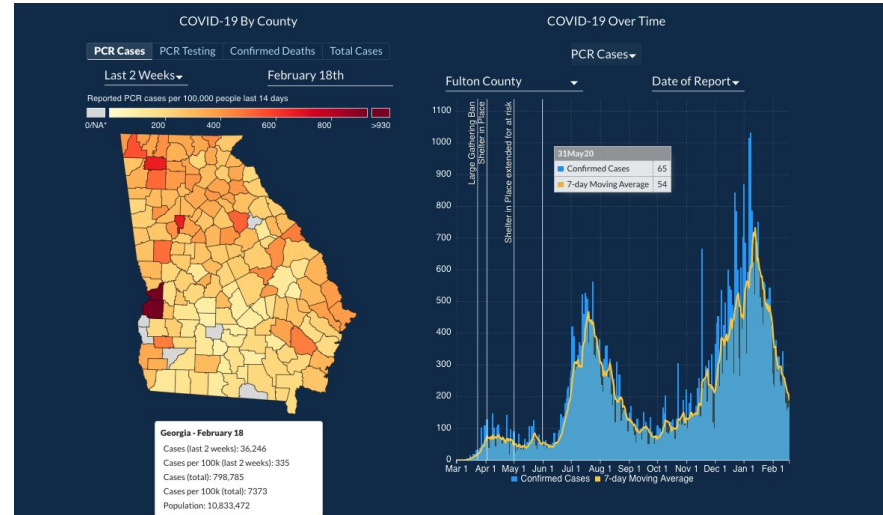 COVID-19 By County
PCR Cases PCR Testing Confirmed Deaths Total Cases
Last 2 Weeks February 18th
Reported PCR cases per 100,000 people last 14 days
0/NA* 200 400 600 800 >930
Georgia - February 18
Cases (last 2 weeks): 36,246
Cases per 100k (last 2 weeks): 335
Cases (total): 798,785
Cases per 100k (total): 7373
Population: 10,833,472
COVID-19 Over Time
PCR Cases
Fulton County Date of Report
1100
1000
900
800
700
600
500
400
300
200
100
0
Large Gathering Ban
Shelter in Place
Shelter in Place extended for at risk
31May20
Confirmed Cases 65
7-day Moving Average 54
Mar 1 Apr 1 May 1 Jun 1 Jul 1 Aug 1 Sep 1 Oct 1 Nov 1 Dec 1 Jan 1 Feb 1
Confirmed Cases 7-day Moving Average